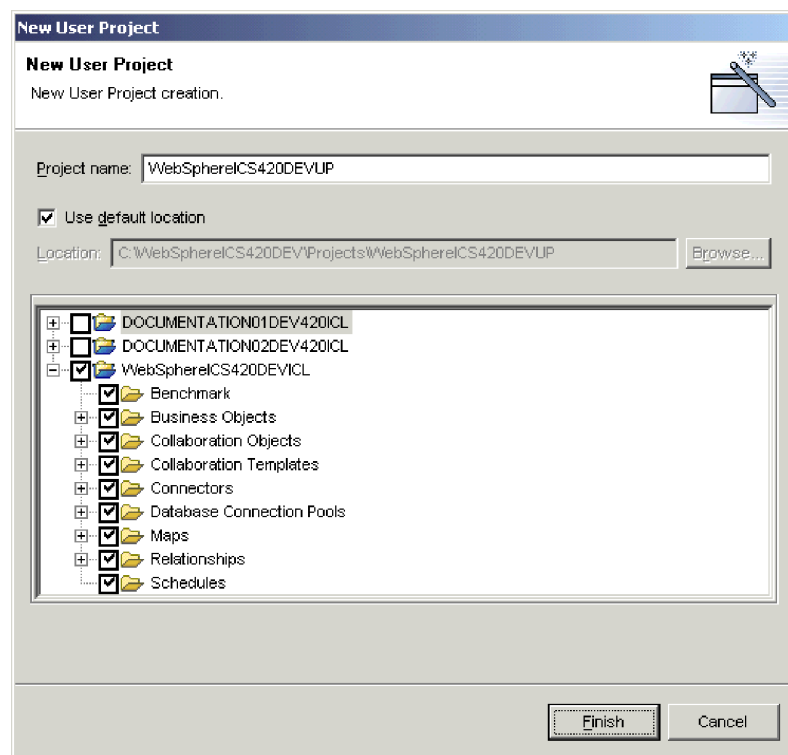 New User Project
New User Project
New User Project creation.
Project name: WebSphereICS420DEVUP
Use default location
Location: C:\WebSphereICS420DEV\Projects\WebSphereICS420DEVUP Browse...
DOCUMENTATION01DEV420ICL
DOCUMENTATION02DEV420ICL
WebSphereICS420DEVICL
Benchmark
Business Objects
Collaboration Objects
Collaboration Templates
Connectors
Database Connection Pools
Maps
Relationships
Schedules
Finish Cancel